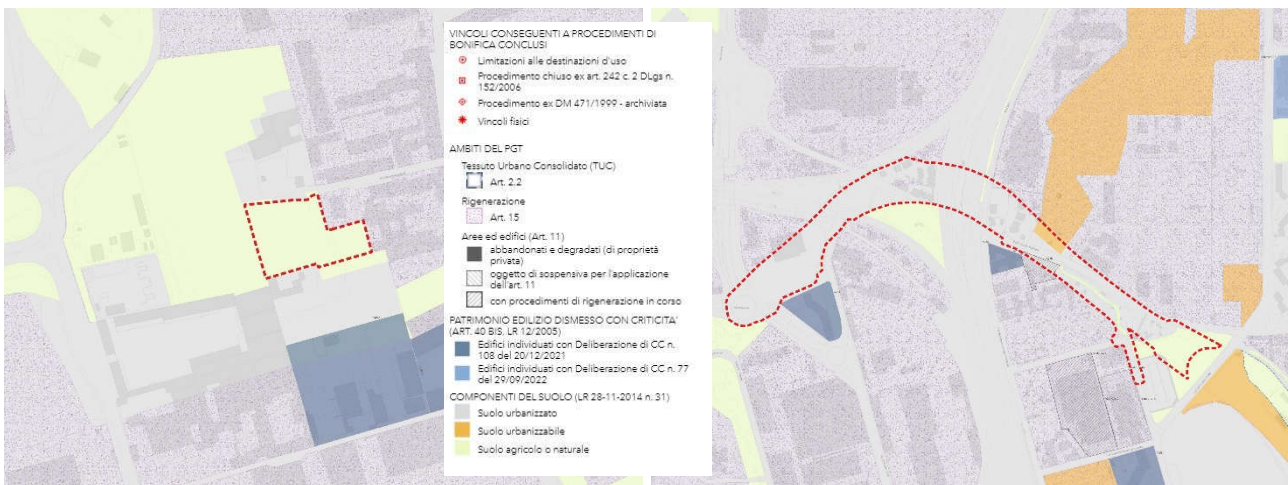 VINCOLI CONSEGUENTI A PROCEDIMENTI DI
BONIFICA CONCLUSI
Limitazioni alle destinazioni d'uso
Procedimento chiuso ex art. 242 c. 2 DLgs n.
152/2006
Procedimento ex DM 471/1999 - archiviata
Vincoli fisici
AMBITI DEL PGT
Tessuto Urbano Consolidato (TUC)
Art. 2.2
Rigenerazione
Art. 15
Aree ed edifici (Art. 11)
abbandonati e degradati (di proprietà
privata)
oggetto di sospensiva per l'applicazione
dell'art. 11
con procedimenti di rigenerazione in corso
PATRIMONIO EDILIZIO DISMESSO CON CRITICITA'
(ART. 40 BIS. LR 12/2005)
Edifici individuati con Deliberazione di CC n.
108 del 20/12/2021
Edifici individuati con Deliberazione di CC n. 77
del 29/09/2022
COMPONENTI DEL SUOLO (LR 28-11-2014 n. 31)
Suolo urbanizzato
Suolo urbanizzabile
Suolo agricolo o naturale